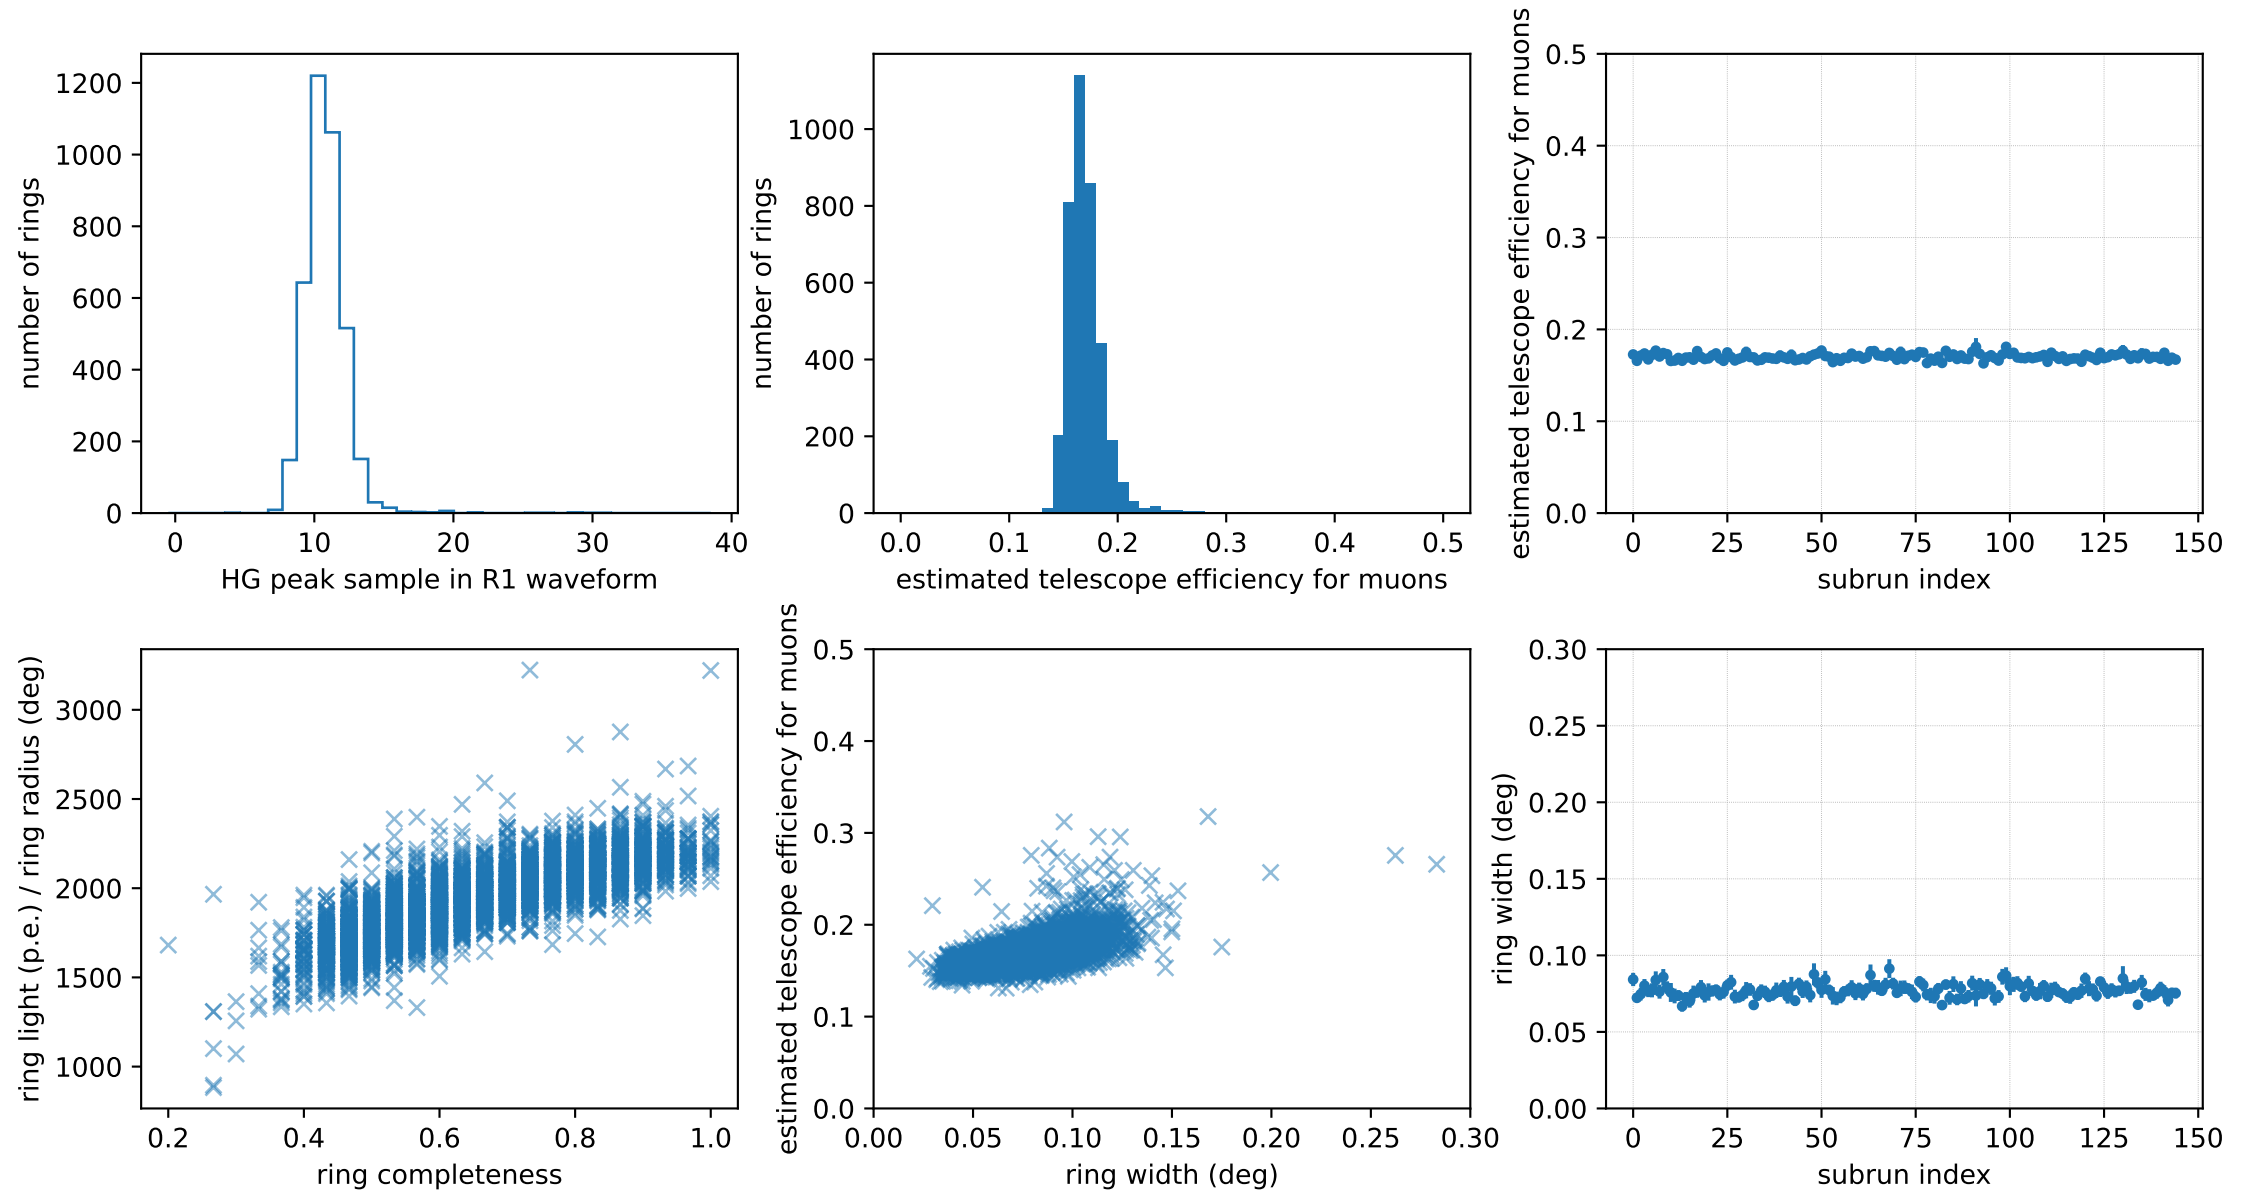 number of rings
1200
1000
800
600
400
200
0
0 10 20 30 40
HG peak sample in R1 waveform
number of rings
1000
800
600
400
200
0
0.0 0.1 0.2 0.3 0.4 0.5
estimated telescope efficiency for muons
estimated telescope efficiency for muons
0.5
0.4
0.3
0.2
0.1
0.0
0 25 50 75 100 125 150
subrun index
ring light (p.e.) / ring radius (deg)
3000
2500
2000
1500
1000
0.2 0.4 0.6 0.8 1.0
ring completeness
estimated telescope efficiency for muons
0.5
0.4
0.3
0.2
0.1
0.0
0.00 0.05 0.10 0.15 0.20 0.25 0.30
ring width (deg)
ring width (deg)
0.30
0.25
0.20
0.15
0.10
0.05
0.00
0 25 50 75 100 125 150
subrun index